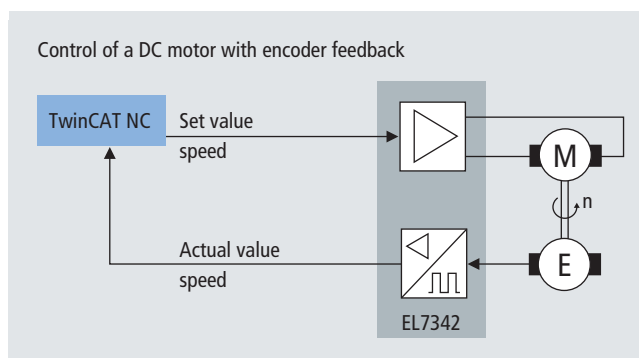 Control of a DC motor with encoder feedback
TwinCAT NC
Set value
speed
M
n
Actual value
speed
E
EL7342